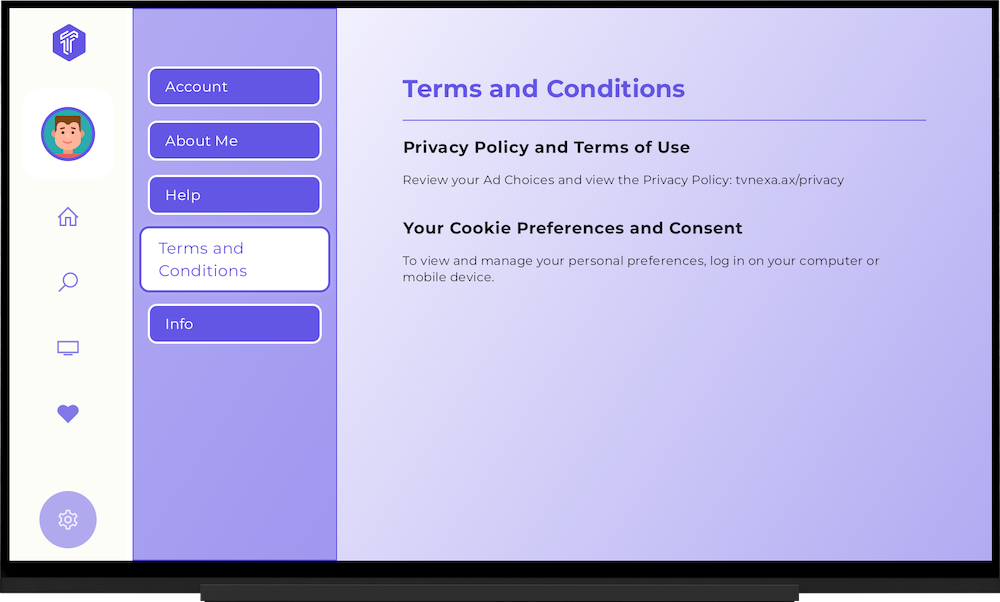 Account
About Me
Help
Terms and
Conditions
Info
Terms and Conditions
Privacy Policy and Terms of Use
Review your Ad Choices and view the Privacy Policy: tvnexa.ax/privacy
Your Cookie Preferences and Consent
To view and manage your personal preferences, log in on your computer or
mobile device.